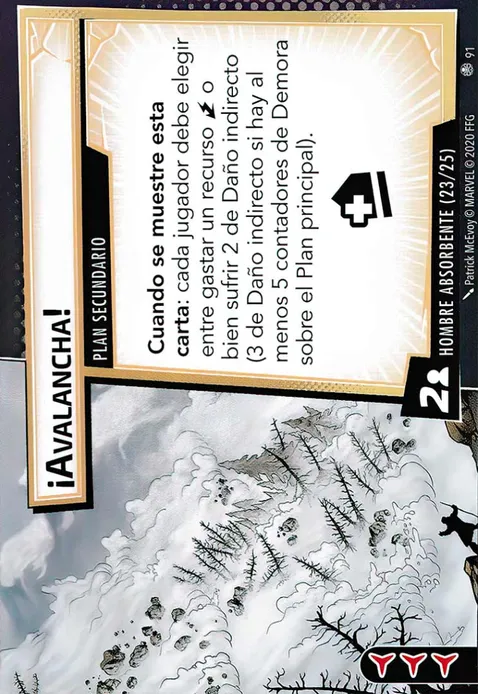 ¡AVALANCHA!
PLAN SECUNDARIO
Cuando se muestre esta
carta: cada jugador debe elegir
entre gastar un recurso o
bien sufrir 2 de Daño indirecto
(3 de Daño indirecto si hay al
menos 5 contadores de Demora
sobre el Plan principal).
2
HOMBRE ABSORBENTE (23/25)
Patrick McEvoy © MARVEL © 2020 FFG
91